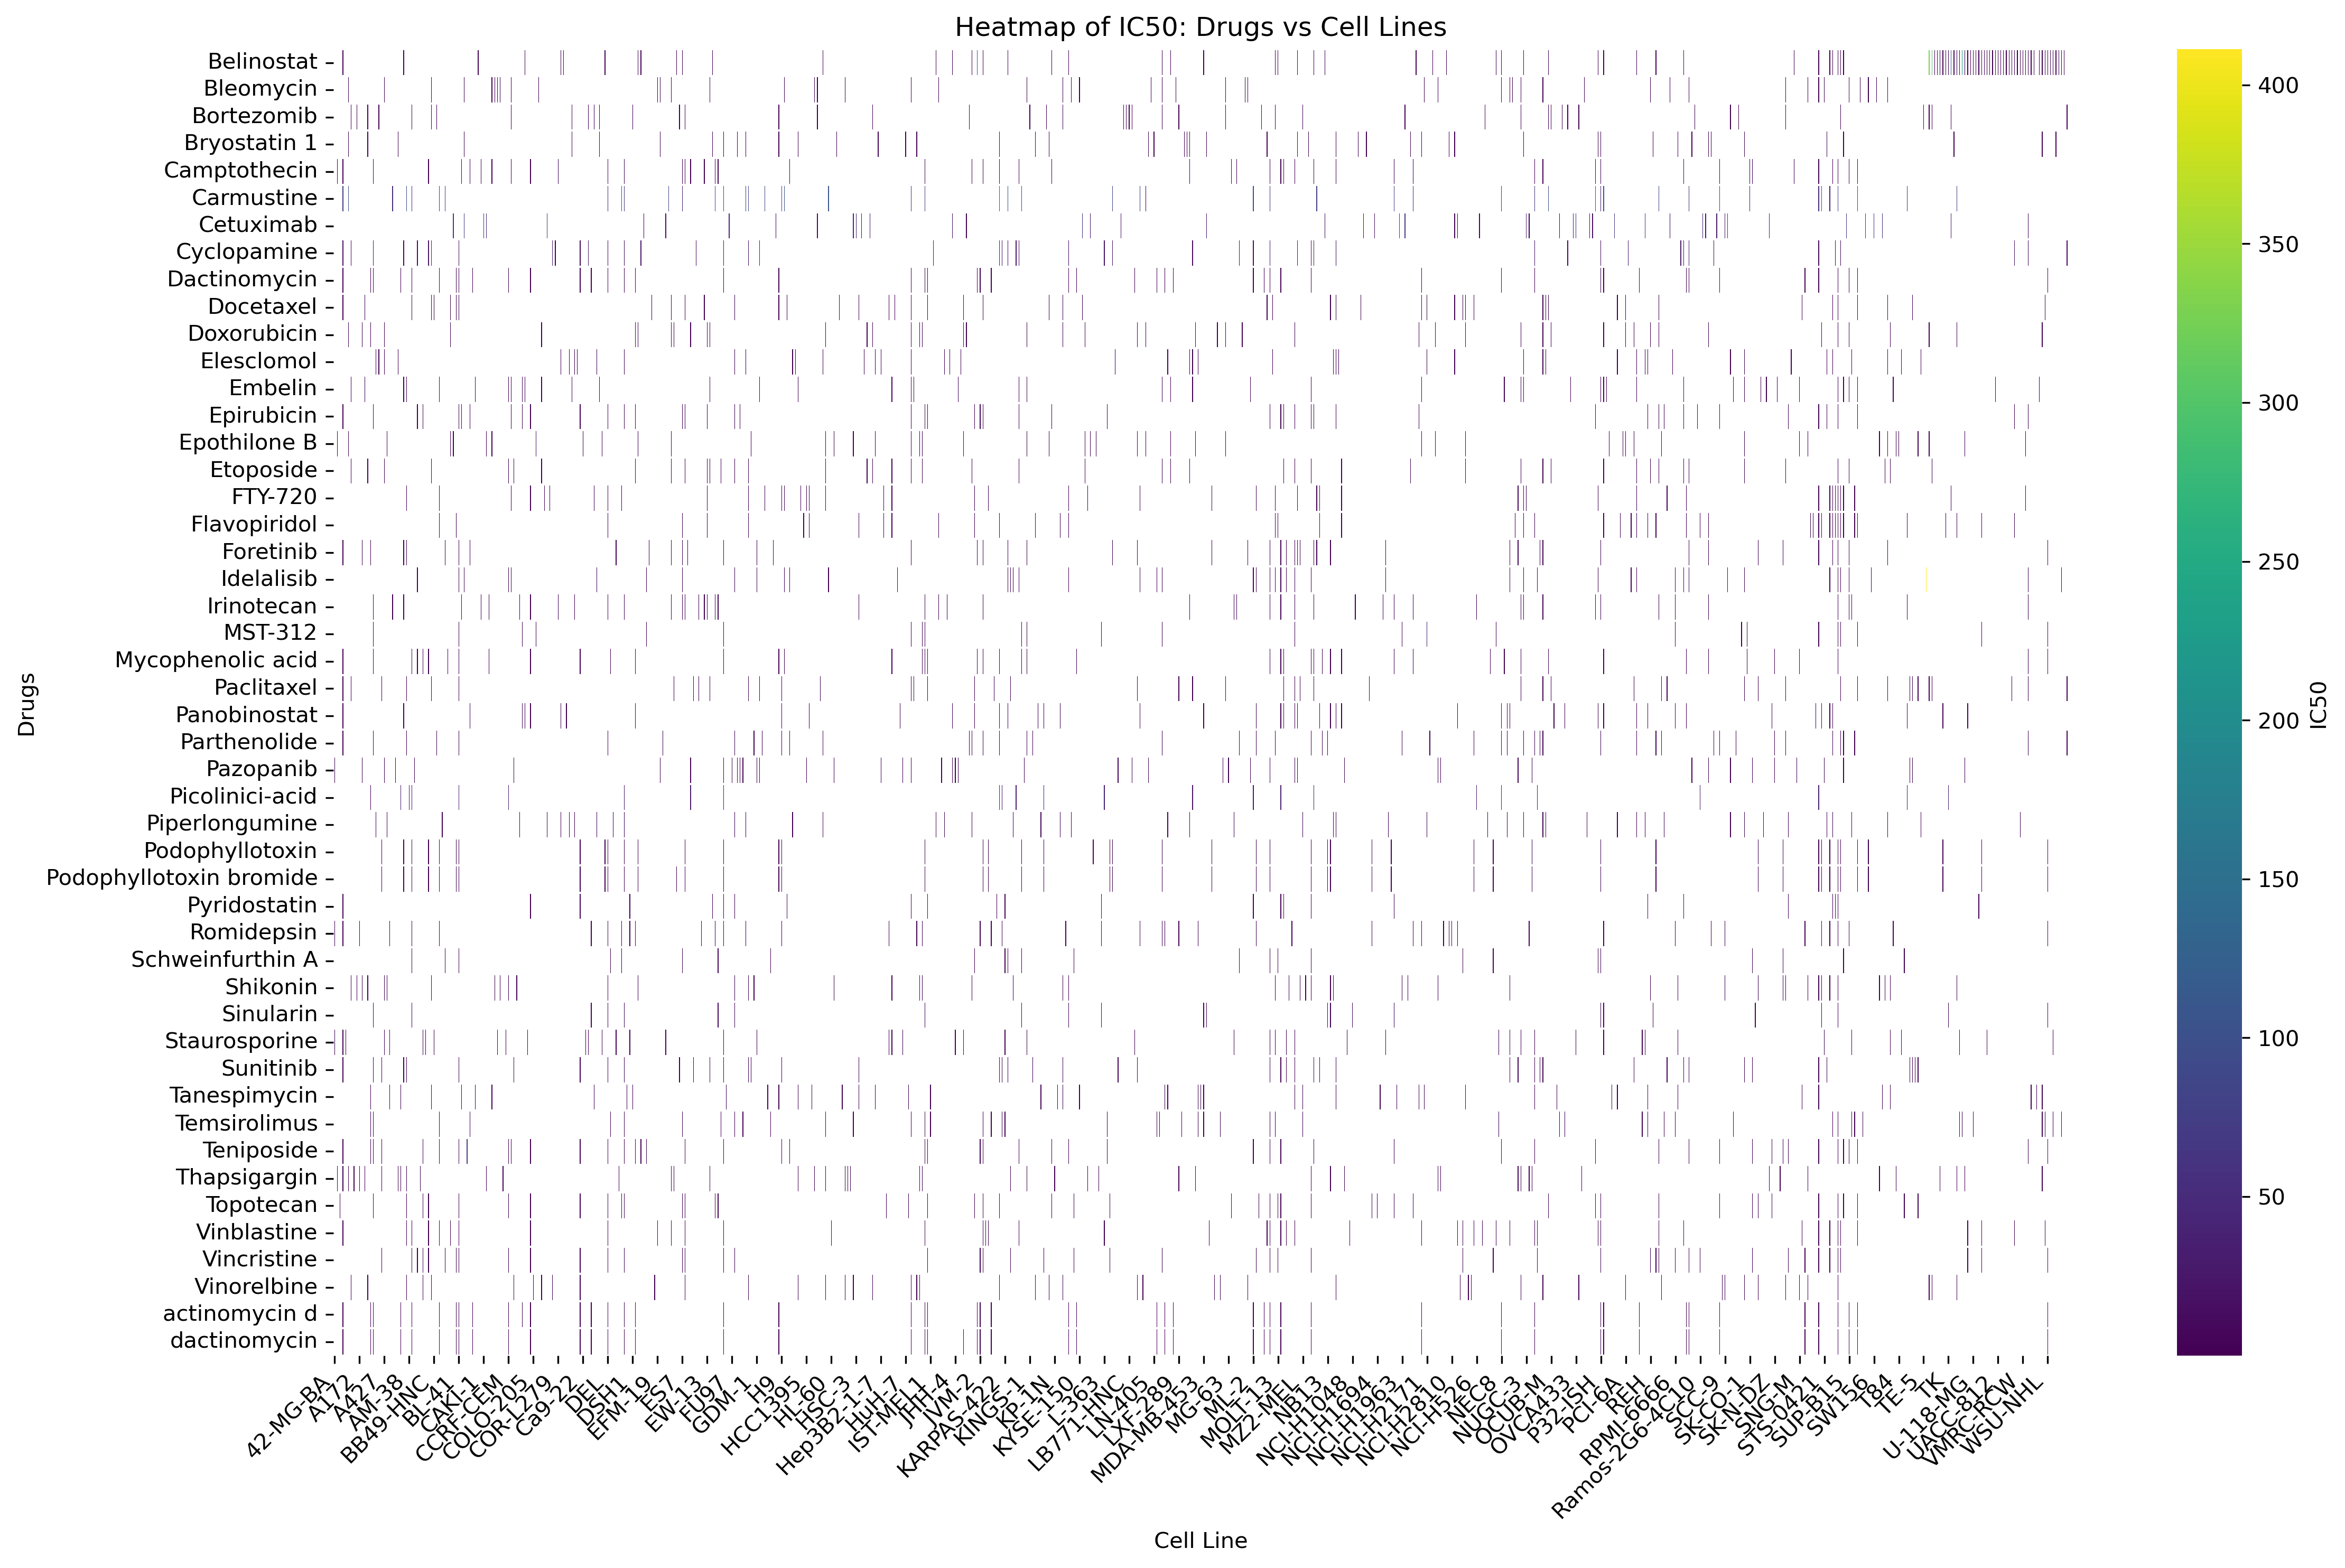 Heatmap of IC50: Drugs vs Cell Lines
Drugs
Belinostat
Bleomycin
Bortezomib
Bryostatin 1
Camptothecin
Carmustine
Cetuximab
Cyclopamine
Dactinomycin
Docetaxel
Doxorubicin
Elesclomol
Embelin
Epirubicin
Epothilone B
Etoposide
FTY-720
Flavopiridol
Foretinib
Idelalisib
Irinotecan
MST-312
Mycophenolic acid
Paclitaxel
Panobinostat
Parthenolide
Pazopanib
Picolinici-acid
Piperlongumine
Podophyllotoxin
Podophyllotoxin bromide
Pyridostatin
Romidepsin
Schweinfurthin A
Shikonin
Sinularin
Staurosporine
Sunitinib
Tanespimycin
Temsirolimus
Teniposide
Thapsigargin
Topotecan
Vinblastine
Vincristine
Vinorelbine
actinomycin d
dactinomycin
42-MG-BA
A172
A427
AM-38
BB49-HNC
BL-41
CAKI-1
CCRF-CEM
COLO-205
COR-L279
Ca9-22
DEL
DSH1
EFM-19
ES7
EW-13
FU97
GDM-1
H9
HCC1395
HL-60
HSC-3
Hep3B2-1-7
HuH-7
IST-MEL1
JHH-4
JVM-2
KARPAS-422
KINGS-1
KP-1N
KYSE-150
L-363
LB771-HNC
LN-405
LXF-289
MDA-MB-453
MG-63
ML-2
MOLT-13
MZ2-MEL
NB13
NCI-H1048
NCI-H1694
NCI-H1963
NCI-H2171
NCI-H2810
NCI-H526
NEC8
NUGC-3
OCUB-M
OVCA433
P32-ISH
PCI-6A
REH
RPMI-6666
Ramos-2G6-4C10
SCC-9
SK-CO-1
SK-N-DZ
SNG-M
STS-0421
SUP-B15
SW156
T84
TE-5
TK
U-118-MG
UACC-812
VMRC-RCW
WSU-NHL
Cell Line
400
350
300
250
200
150
100
50
IC50